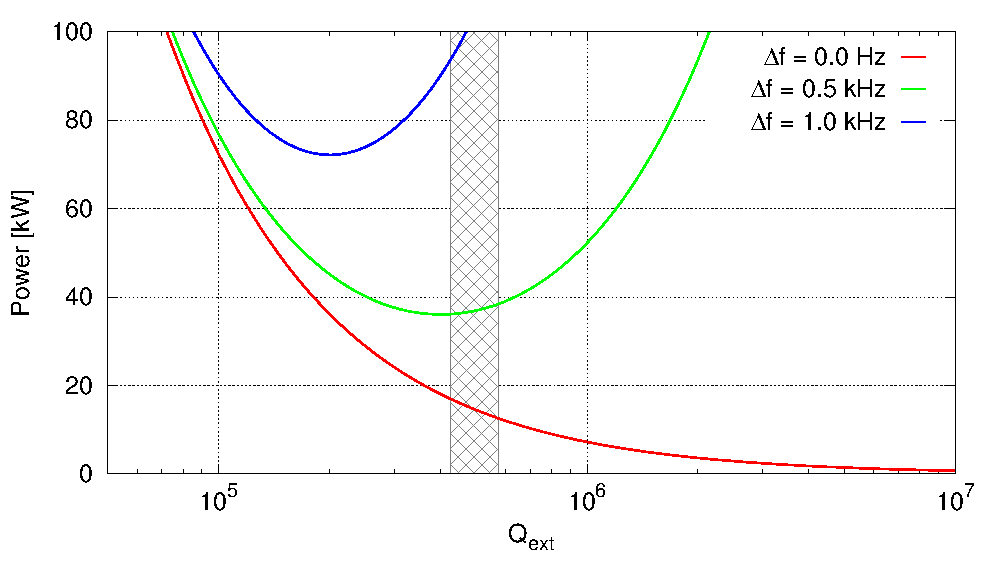 100
80
60
40
20
0
Power [kW]
Δf = 0.0 Hz
Δf = 0.5 kHz
Δf = 1.0 kHz
10^5
10^6
10^7
Q_ext